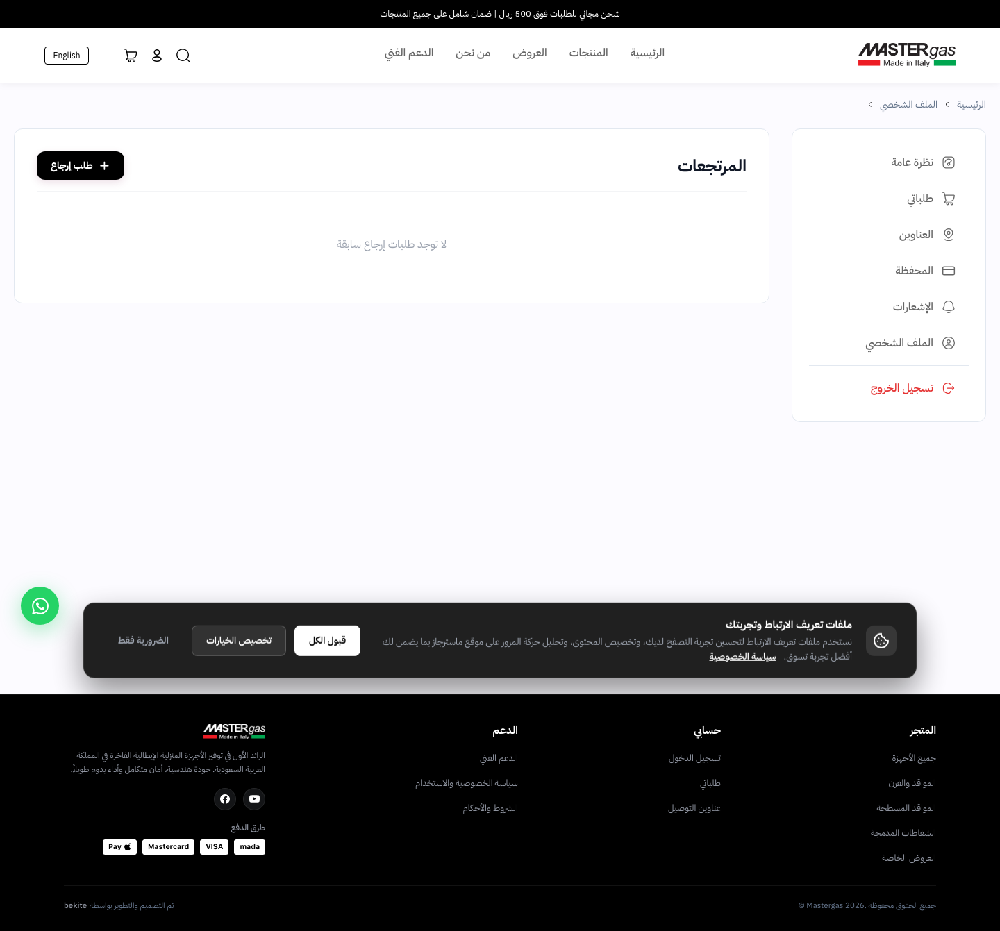 شحن مجاني للطلبات فوق 500 ريال | ضمان شامل على جميع المنتجات
MASTERgas
Made in Italy
الرئيسية
المنتجات
العروض
من نحن
الدعم الفني
English
الرئيسية
الملف الشخصي
نظرة عامة
طلباتي
العناوين
المحفظة
الإشعارات
الملف الشخصي
تسجيل الخروج
المرتجعات
طلب إرجاع
لا توجد طلبات إرجاع سابقة
ملفات تعريف الارتباط وتجربتك
نستخدم ملفات تعريف الارتباط لتحسين تجربة التصفح لديك، وتخصيص المحتوى، وتحليل حركة المرور على موقع ماسترجاز بما يضمن لك
أفضل تجربة تسوق. سياسة الخصوصية
قبول الكل
تخصيص الخيارات
الضرورية فقط
المتجر
جميع الأجهزة
المواقد والفرن
المواقد المسطحة
الشفاطات المدمجة
العروض الخاصة
حسابي
تسجيل الدخول
طلباتي
عناوين التوصيل
الدعم
الدعم الفني
سياسة الخصوصية والاستخدام
الشروط والأحكام
MASTERgas
Made in Italy
الرائد الأول في توفير الأجهزة المنزلية الإيطالية الفاخرة في المملكة
العربية السعودية. جودة هندسية، أمان متكامل وأداء يدوم طويلاً.
طرق الدفع
mada
VISA
Mastercard
Pay
جميع الحقوق محفوظة .2026 Mastergas ©
تم التصميم والتطوير بواسطة bekite